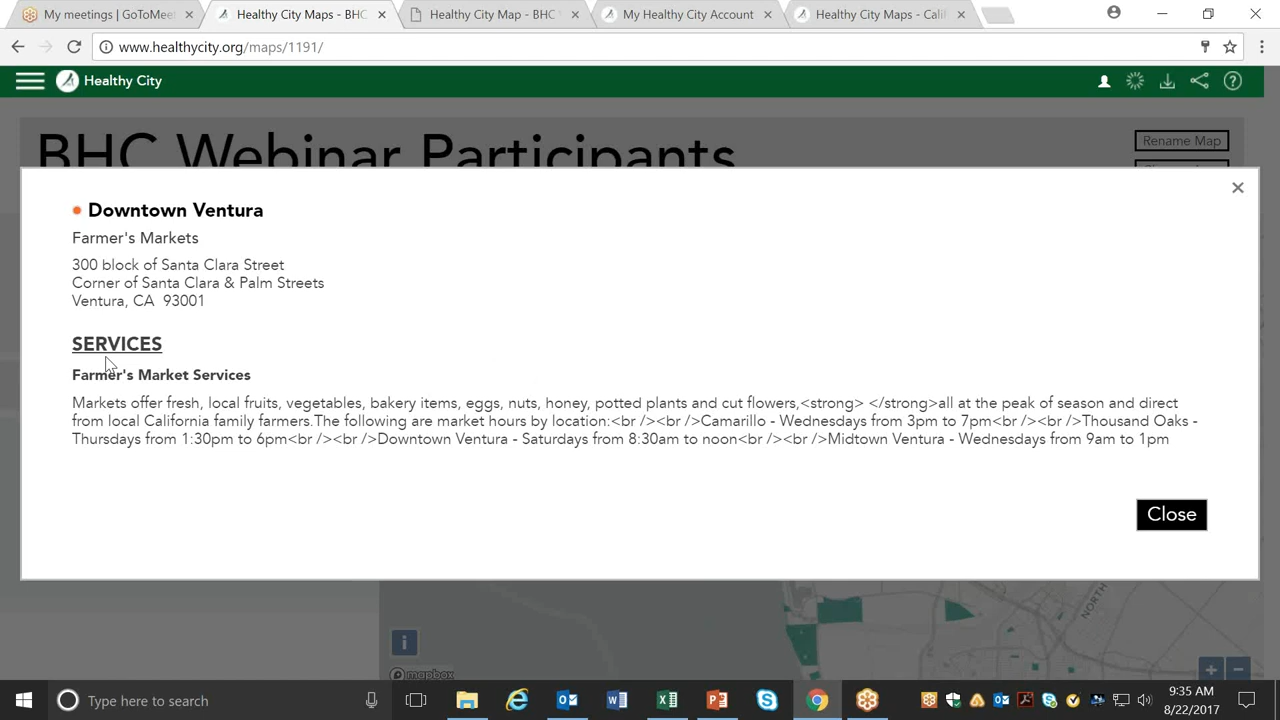 My meetings | GoToMeet
Healthy City Maps - BHC
Healthy City Map - BHC
My Healthy City Account
Healthy City Maps - Cali
www.healthycity.org/maps/1191/
Healthy City
BHC Webinar Participants
Rename Map
Downtown Ventura
Farmer's Markets
300 block of Santa Clara Street
Corner of Santa Clara & Palm Streets
Ventura, CA 93001
SERVICES
Farmer's Market Services
Markets offer fresh, local fruits, vegetables, bakery items, eggs, nuts, honey, potted plants and cut flowers,<strong> </strong>all at the peak of season and direct
from local California family farmers.The following are market hours by location:<br /><br />Camarillo - Wednesdays from 3pm to 7pm<br /><br />Thousand Oaks -
Thursdays from 1:30pm to 6pm<br /><br />Downtown Ventura - Saturdays from 8:30am to noon<br /><br />Midtown Ventura - Wednesdays from 9am to 1pm
Close
NORTH
mapbox
Type here to search
9:35 AM
8/22/2017